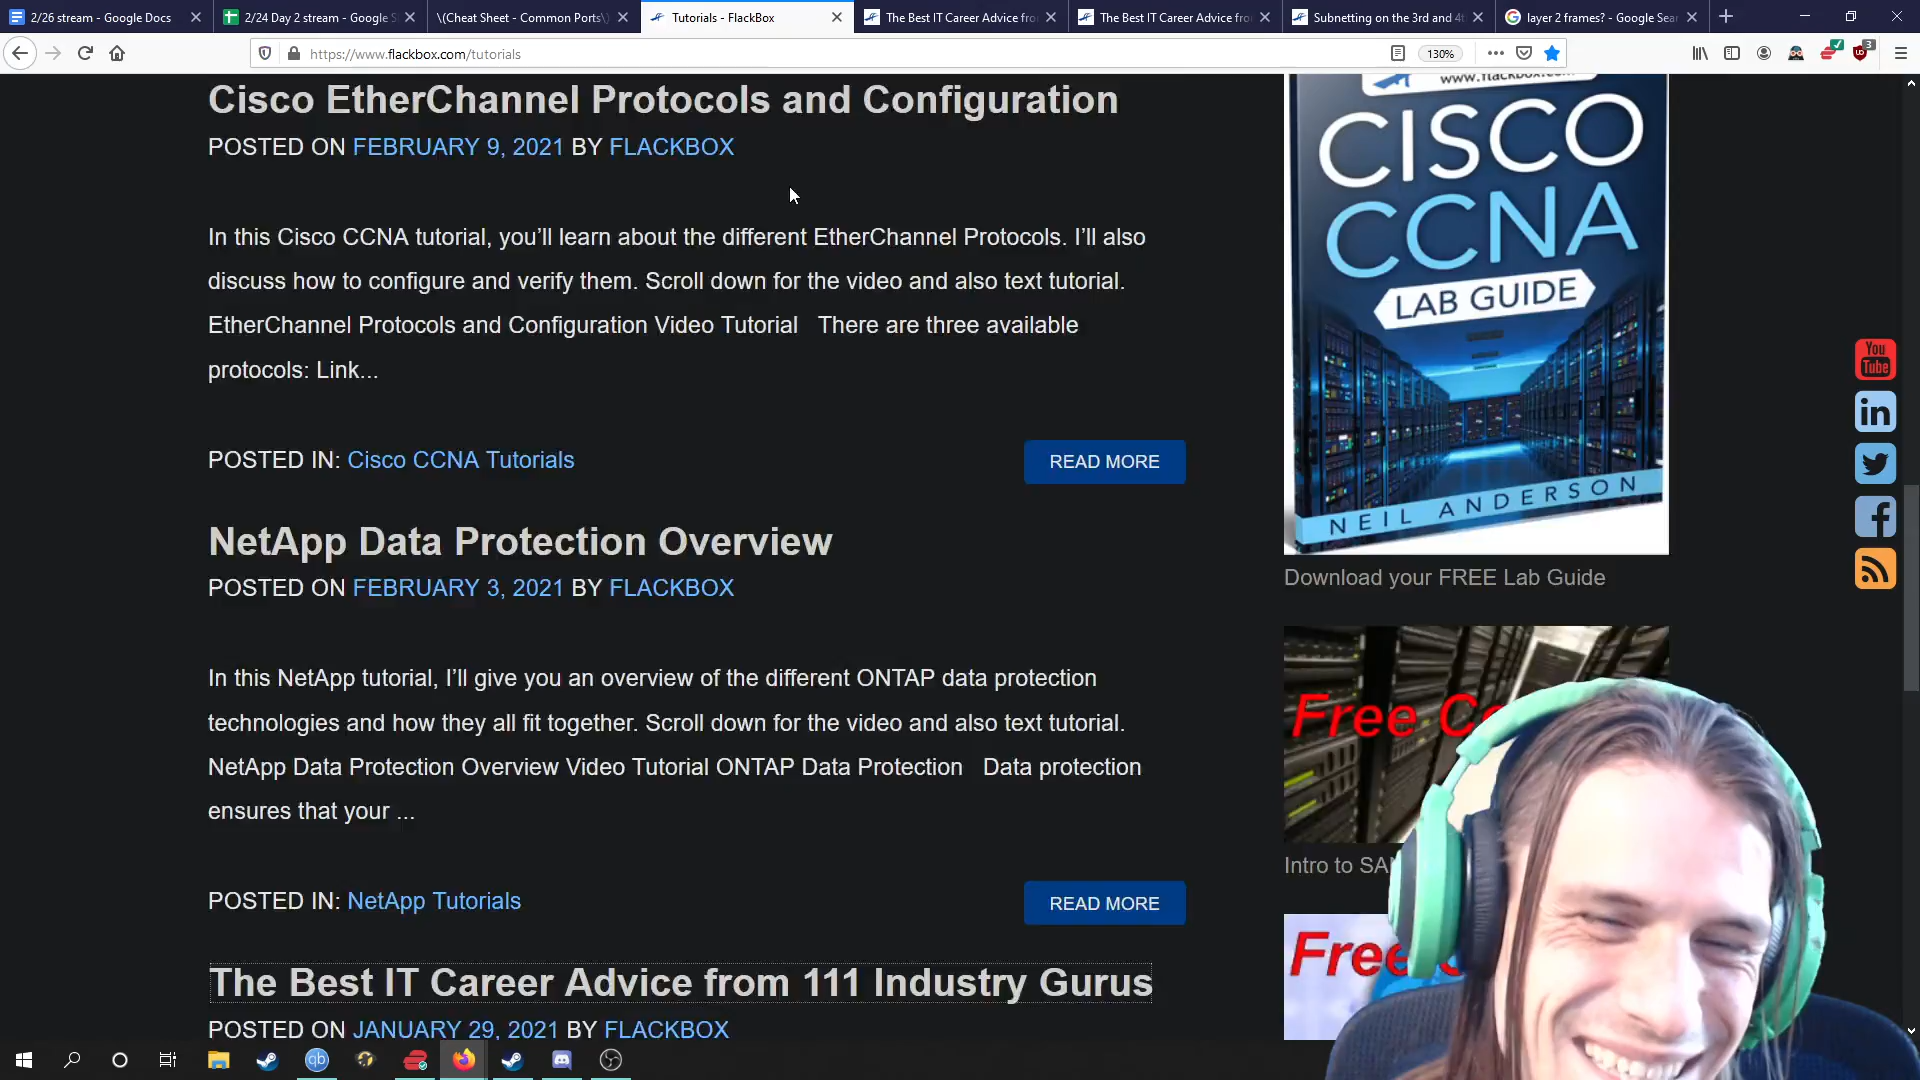 2/26 stream - Google Docs
2/24 Day 2 stream - Google S
\(Cheat Sheet - Common Ports\)
Tutorials - FlackBox
The Best IT Career Advice fro
The Best IT Career Advice fro
Subnetting on the 3rd and 4t
layer 2 frames? - Google Sear
https://www.flackbox.com/tutorials
130%
3
Cisco EtherChannel Protocols and Configuration
POSTED ON FEBRUARY 9, 2021 BY FLACKBOX
In this Cisco CCNA tutorial, you’ll learn about the different EtherChannel Protocols. I’ll also
discuss how to configure and verify them. Scroll down for the video and also text tutorial.
EtherChannel Protocols and Configuration Video Tutorial There are three available
protocols: Link...
POSTED IN: Cisco CCNA Tutorials
READ MORE
NetApp Data Protection Overview
POSTED ON FEBRUARY 3, 2021 BY FLACKBOX
In this NetApp tutorial, I’ll give you an overview of the different ONTAP data protection
technologies and how they all fit together. Scroll down for the video and also text tutorial.
NetApp Data Protection Overview Video Tutorial ONTAP Data Protection Data protection
ensures that your ...
POSTED IN: NetApp Tutorials
READ MORE
The Best IT Career Advice from 111 Industry Gurus
POSTED ON JANUARY 29, 2021 BY FLACKBOX
www.flackbox.com
CISCO
CCNA
LAB GUIDE
NEIL ANDERSON
Download your FREE Lab Guide
Free Co
Intro to SAN
Free
You
Tube
in
qb